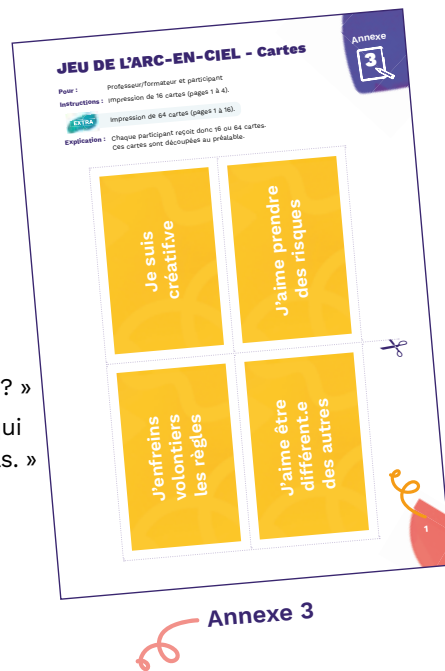 JEU DE L'ARC-EN-CIEL - Cartes
Annexe
3
Pour : Professeur/formateur et participant
Instructions : Impression de 16 cartes (pages 1 à 4).
EXTRA Impression de 64 cartes (pages 1 à 16).
Explication : Chaque participant reçoit donc 16 ou 64 cartes.
Ces cartes sont découpées au préalable.
Je suis
créatif.ve
J'aime prendre
des risques
J'enfreins
volontiers
les règles
J'aime être
différent.e
des autres
1
? »
ui
s. »
Annexe 3